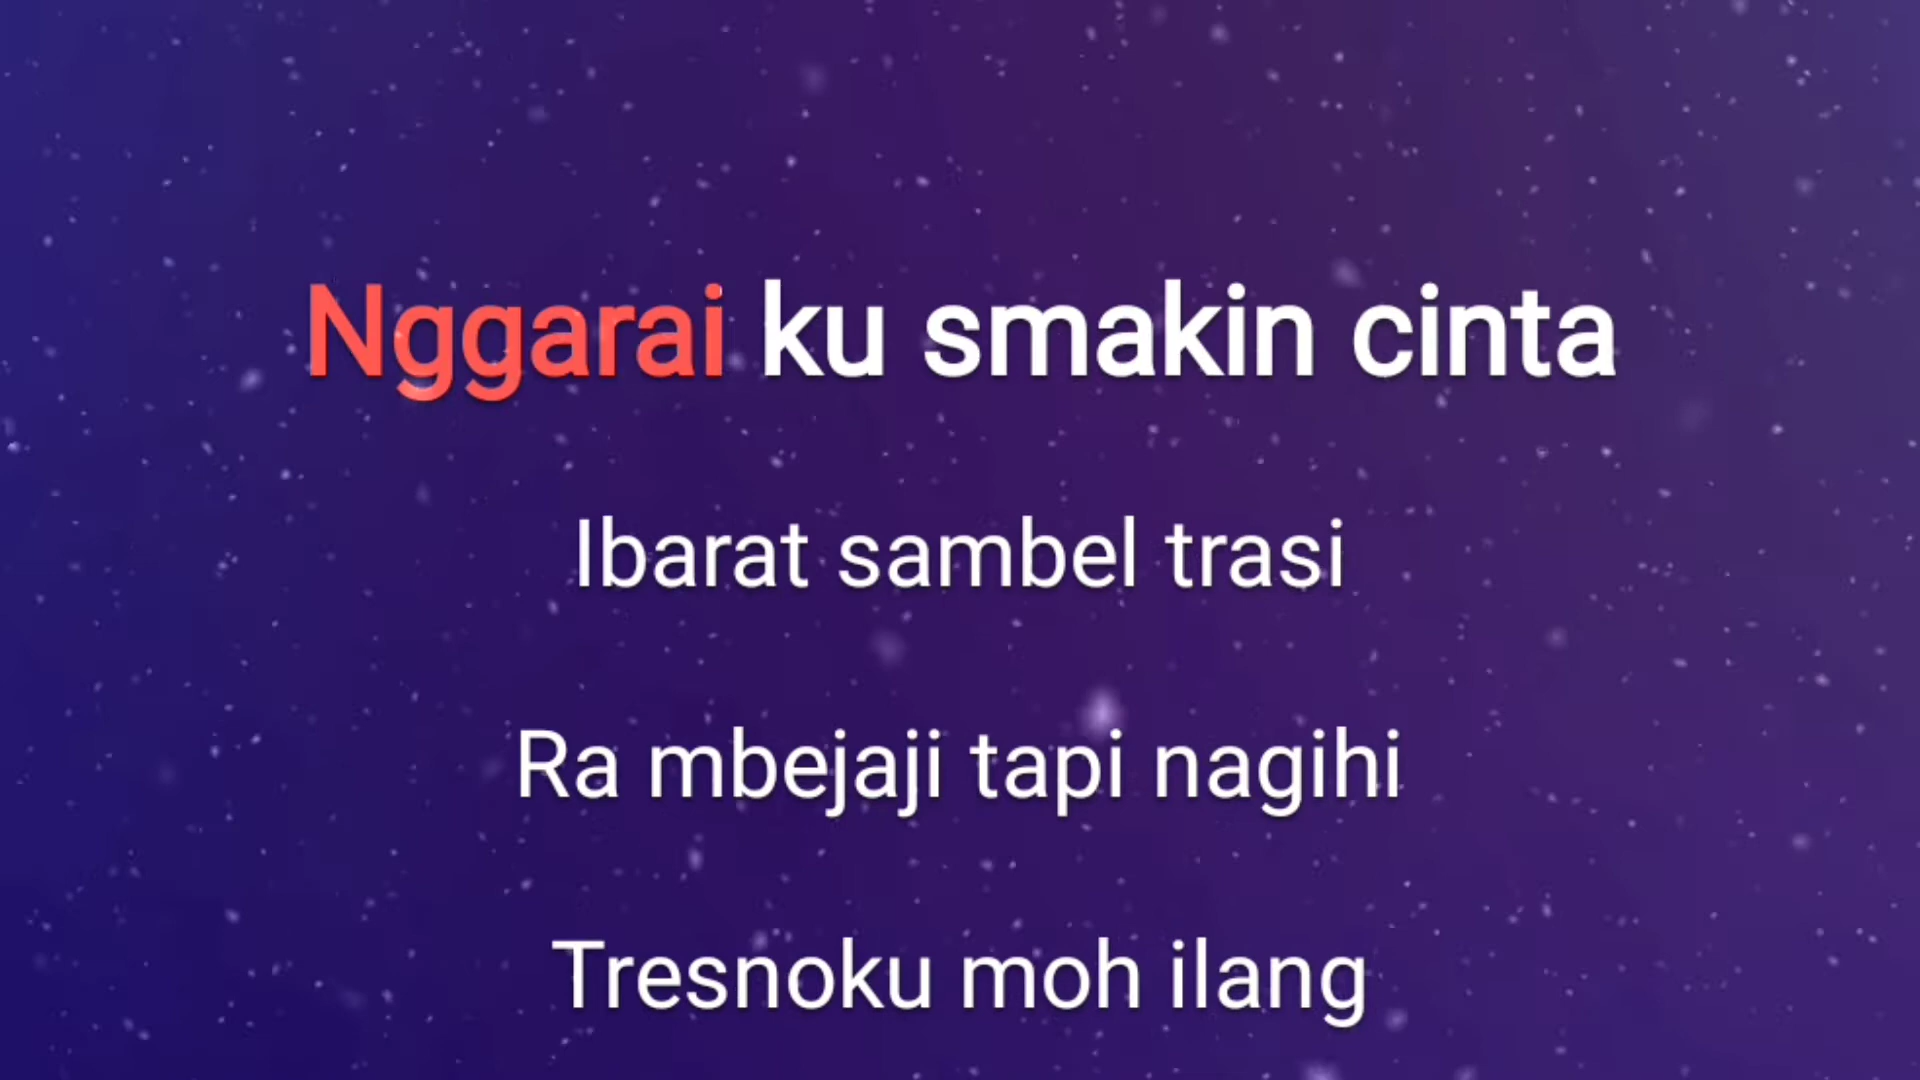 Nggarai ku smakin cinta
Ibarat sambel trasi
Ra mbejaji tapi nagihi
Tresnoku moh ilang